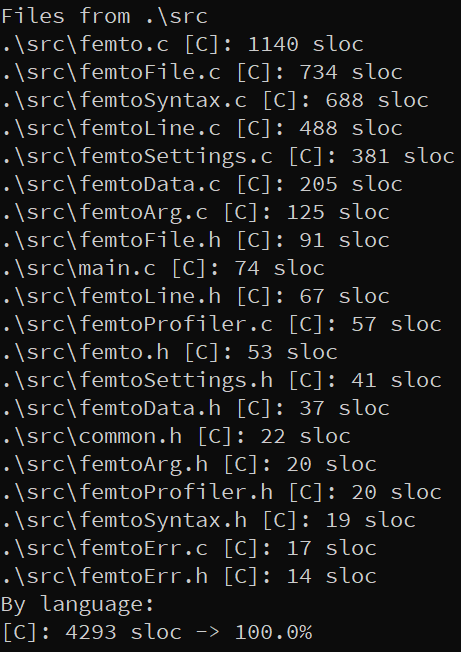 Files from .\src
.\src\femto.c [C]: 1140 sloc
.\src\femtoFile.c [C]: 734 sloc
.\src\femtoSyntax.c [C]: 688 sloc
.\src\femtoLine.c [C]: 488 sloc
.\src\femtoSettings.c [C]: 381 sloc
.\src\femtoData.c [C]: 205 sloc
.\src\femtoArg.c [C]: 125 sloc
.\src\femtoFile.h [C]: 91 sloc
.\src\main.c [C]: 74 sloc
.\src\femtoLine.h [C]: 67 sloc
.\src\femtoProfiler.c [C]: 57 sloc
.\src\femto.h [C]: 53 sloc
.\src\femtoSettings.h [C]: 41 sloc
.\src\femtoData.h [C]: 37 sloc
.\src\common.h [C]: 22 sloc
.\src\femtoArg.h [C]: 20 sloc
.\src\femtoProfiler.h [C]: 20 sloc
.\src\femtoSyntax.h [C]: 19 sloc
.\src\femtoErr.c [C]: 17 sloc
.\src\femtoErr.h [C]: 14 sloc
By language:
[C]: 4293 sloc -> 100.0%